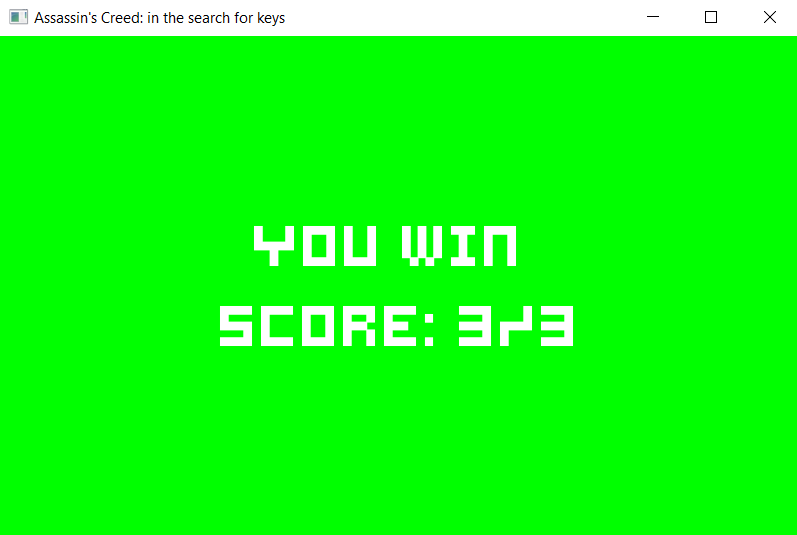 Assassin's Creed: in the search for keys
YOU WIN
SCORE: 3/3